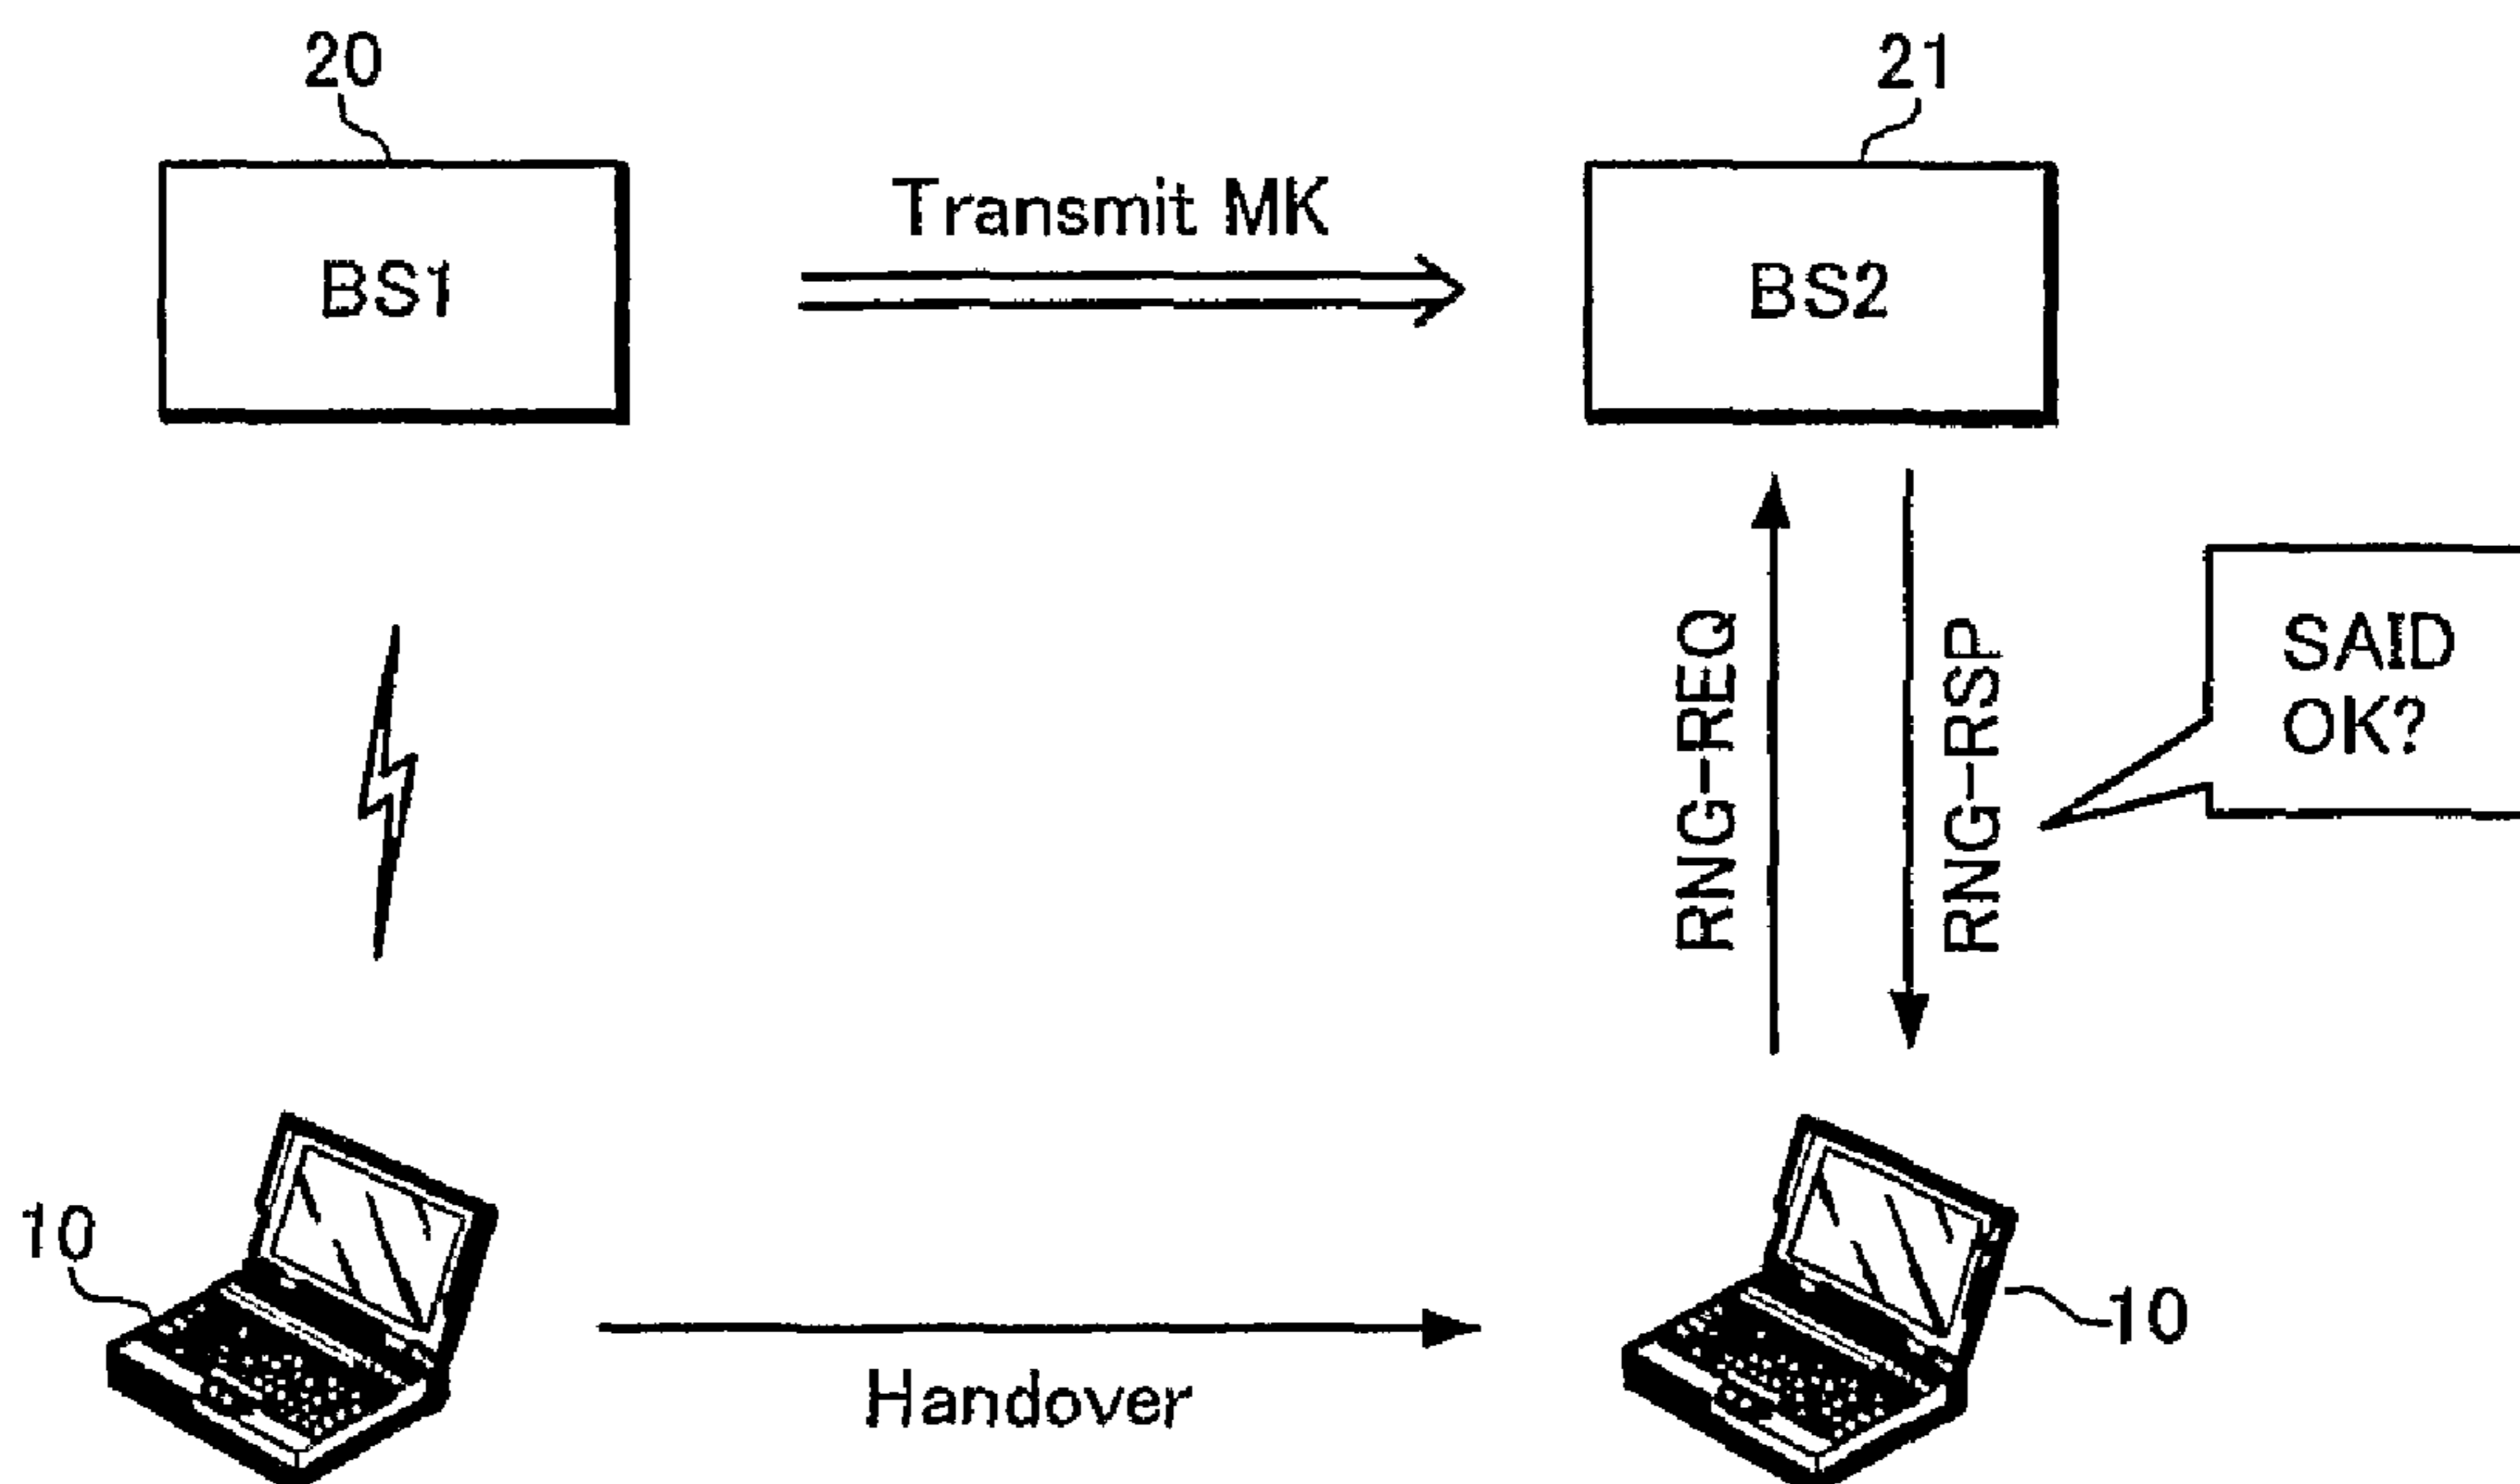 20
21
BS1
Transmit MK
BS2
RNG-REQ
RNG-RSP
SAID
OK?
10
10
Handover